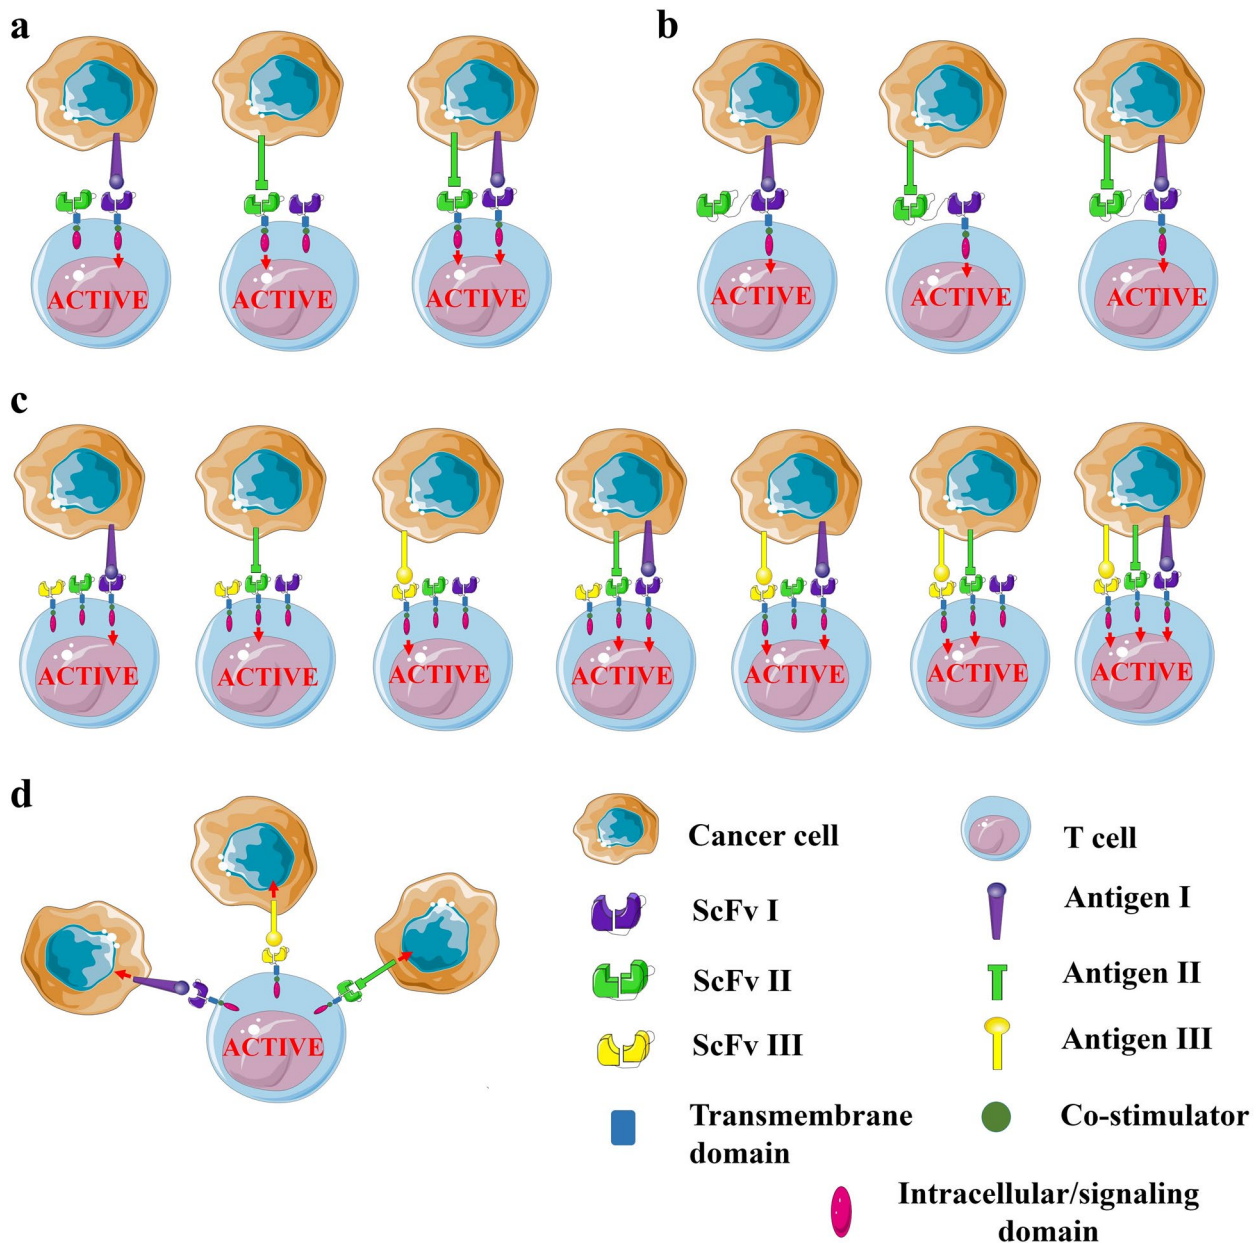 a
b
ACTIVE ACTIVE ACTIVE ACTIVE ACTIVE ACTIVE
c
ACTIVE ACTIVE ACTIVE ACTIVE ACTIVE ACTIVE ACTIVE
d
ACTIVE
Cancer cell
T cell
ScFv I
Antigen I
ScFv II
Antigen II
ScFv III
Antigen III
Transmembrane
domain
Co-stimulator
Intracellular/signaling
domain